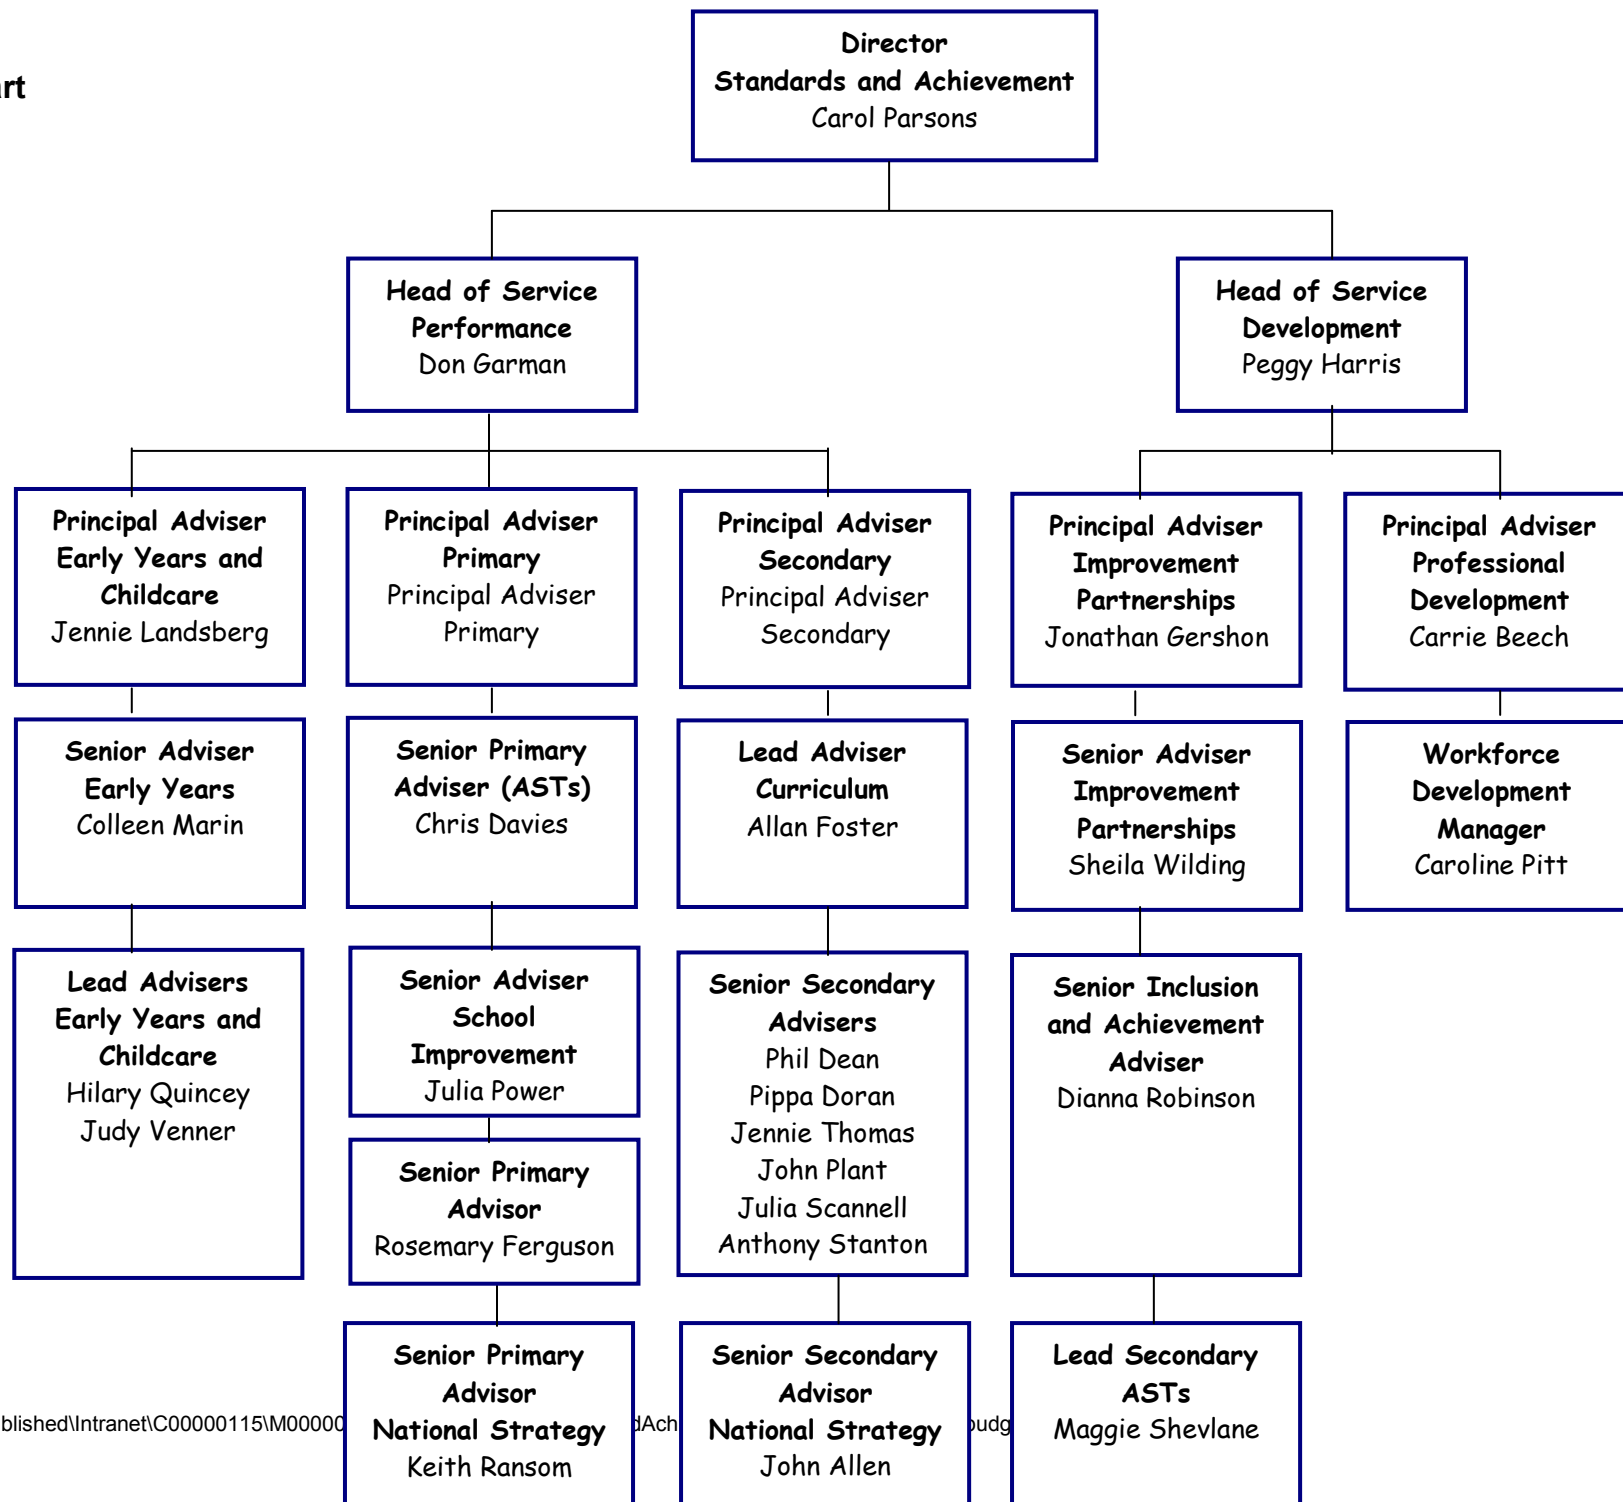 rt
Director
Standards and Achievement
Carol Parsons
Head of Service
Performance
Don Garman
Head of Service
Development
Peggy Harris
Principal Adviser
Early Years and
Childcare
Jennie Landsberg
Principal Adviser
Primary
Principal Adviser
Primary
Principal Adviser
Secondary
Principal Adviser
Secondary
Principal Adviser
Improvement
Partnerships
Jonathan Gershon
Principal Adviser
Professional
Development
Carrie Beech
Senior Adviser
Early Years
Colleen Marin
Senior Primary
Adviser (ASTs)
Chris Davies
Lead Adviser
Curriculum
Allan Foster
Senior Adviser
Improvement
Partnerships
Sheila Wilding
Workforce
Development
Manager
Caroline Pitt
Lead Advisers
Early Years and
Childcare
Hilary Quincey
Judy Venner
Senior Adviser
School
Improvement
Julia Power
Senior Primary
Advisor
Rosemary Ferguson
Senior Secondary
Advisers
Phil Dean
Pippa Doran
Jennie Thomas
John Plant
Julia Scannell
Anthony Stanton
Senior Inclusion
and Achievement
Adviser
Dianna Robinson
Senior Primary
Advisor
National Strategy
Keith Ransom
Senior Secondary
Advisor
National Strategy
John Allen
Lead Secondary
ASTs
Maggie Shevlane
blished\Intranet\C00000115\M00000 dAch budg